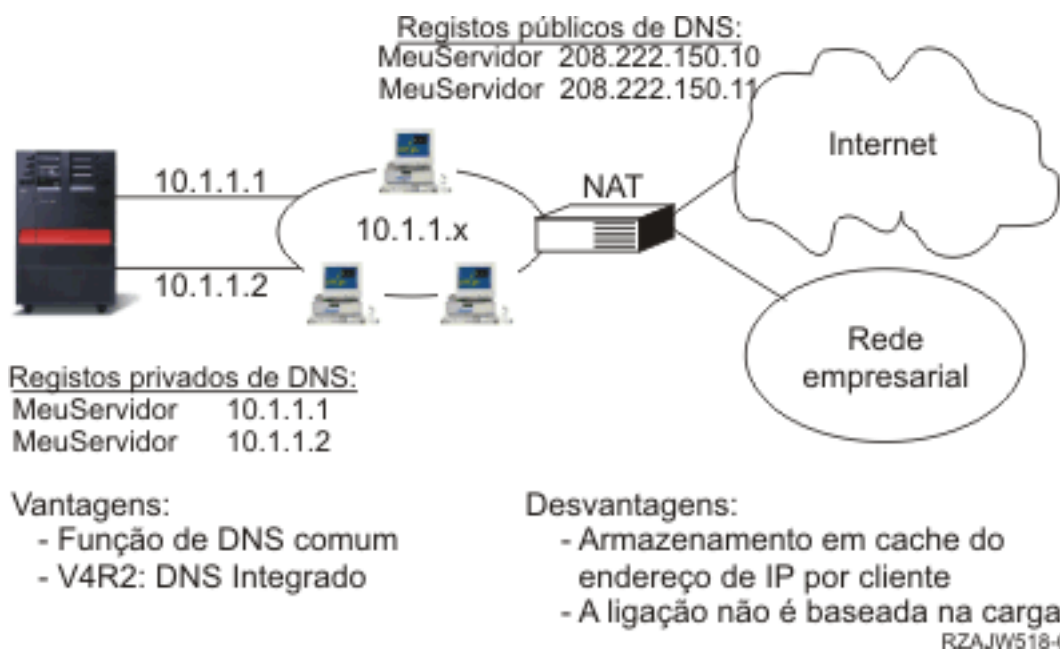 Registos públicos de DNS:
MeuServidor 208.222.150.10
MeuServidor 208.222.150.11
Internet
10.1.1.1
NAT
10.1.1.x
10.1.1.2
Rede
empresarial
Registos privados de DNS:
MeuServidor 10.1.1.1
MeuServidor 10.1.1.2
Vantagens:
- Função de DNS comum
- V4R2: DNS Integrado
Desvantagens:
- Armazenamento em cache do
endereço de IP por cliente
- A ligação não é baseada na carga
RZAJW518-